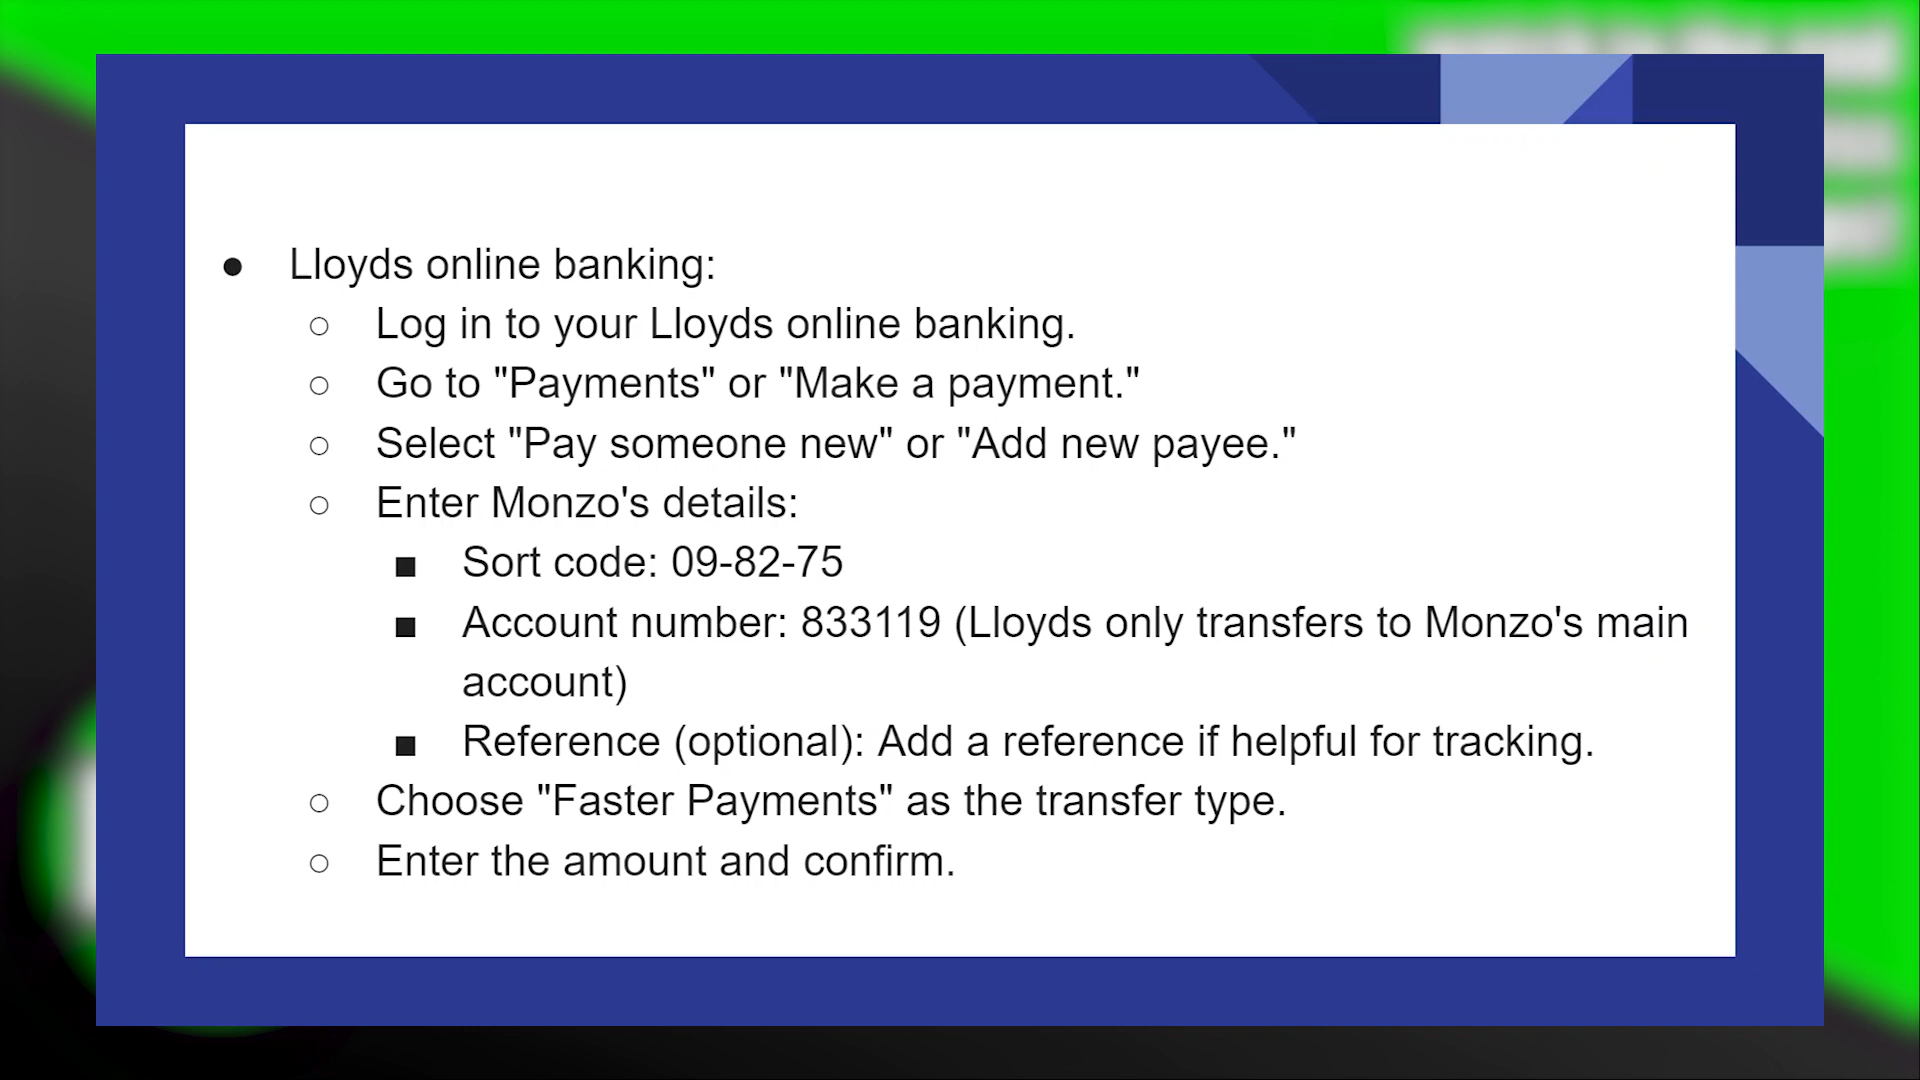 Lloyds online banking:
Log in to your Lloyds online banking.
Go to "Payments" or "Make a payment."
Select "Pay someone new" or "Add new payee."
Enter Monzo's details:
Sort code: 09-82-75
Account number: 833119 (Lloyds only transfers to Monzo's main
account)
Reference (optional): Add a reference if helpful for tracking.
Choose "Faster Payments" as the transfer type.
Enter the amount and confirm.